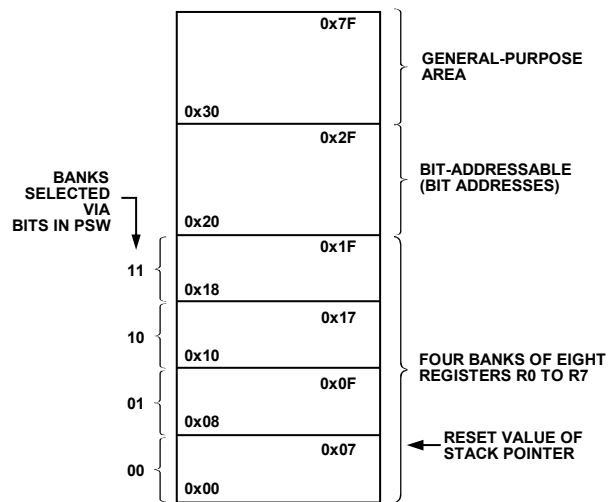 0x7F
GENERAL-PURPOSE
AREA
0x30
0x2F
BIT-ADDRESSABLE
(BIT ADDRESSES)
BANKS
SELECTED
VIA
BITS IN PSW
0x20
0x1F
11
0x18
0x17
10
0x10
FOUR BANKS OF EIGHT
REGISTERS R0 TO R7
0x0F
01
0x08
0x07
RESET VALUE OF
STACK POINTER
00
0x00